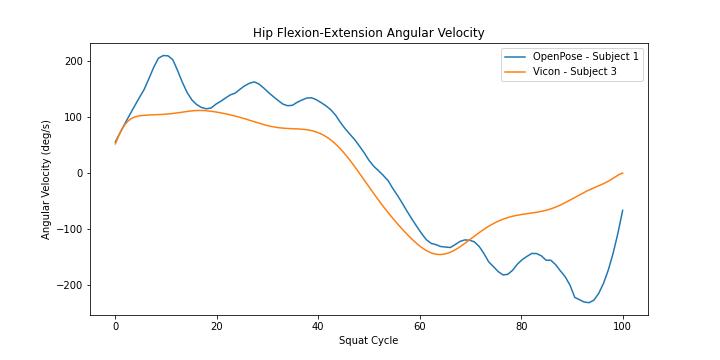 Hip Flexion-Extension Angular Velocity
OpenPose - Subject 1
Vicon - Subject 3
200
100
0
−100
−200
Angular Velocity (deg/s)
0 20 40 60 80 100
Squat Cycle